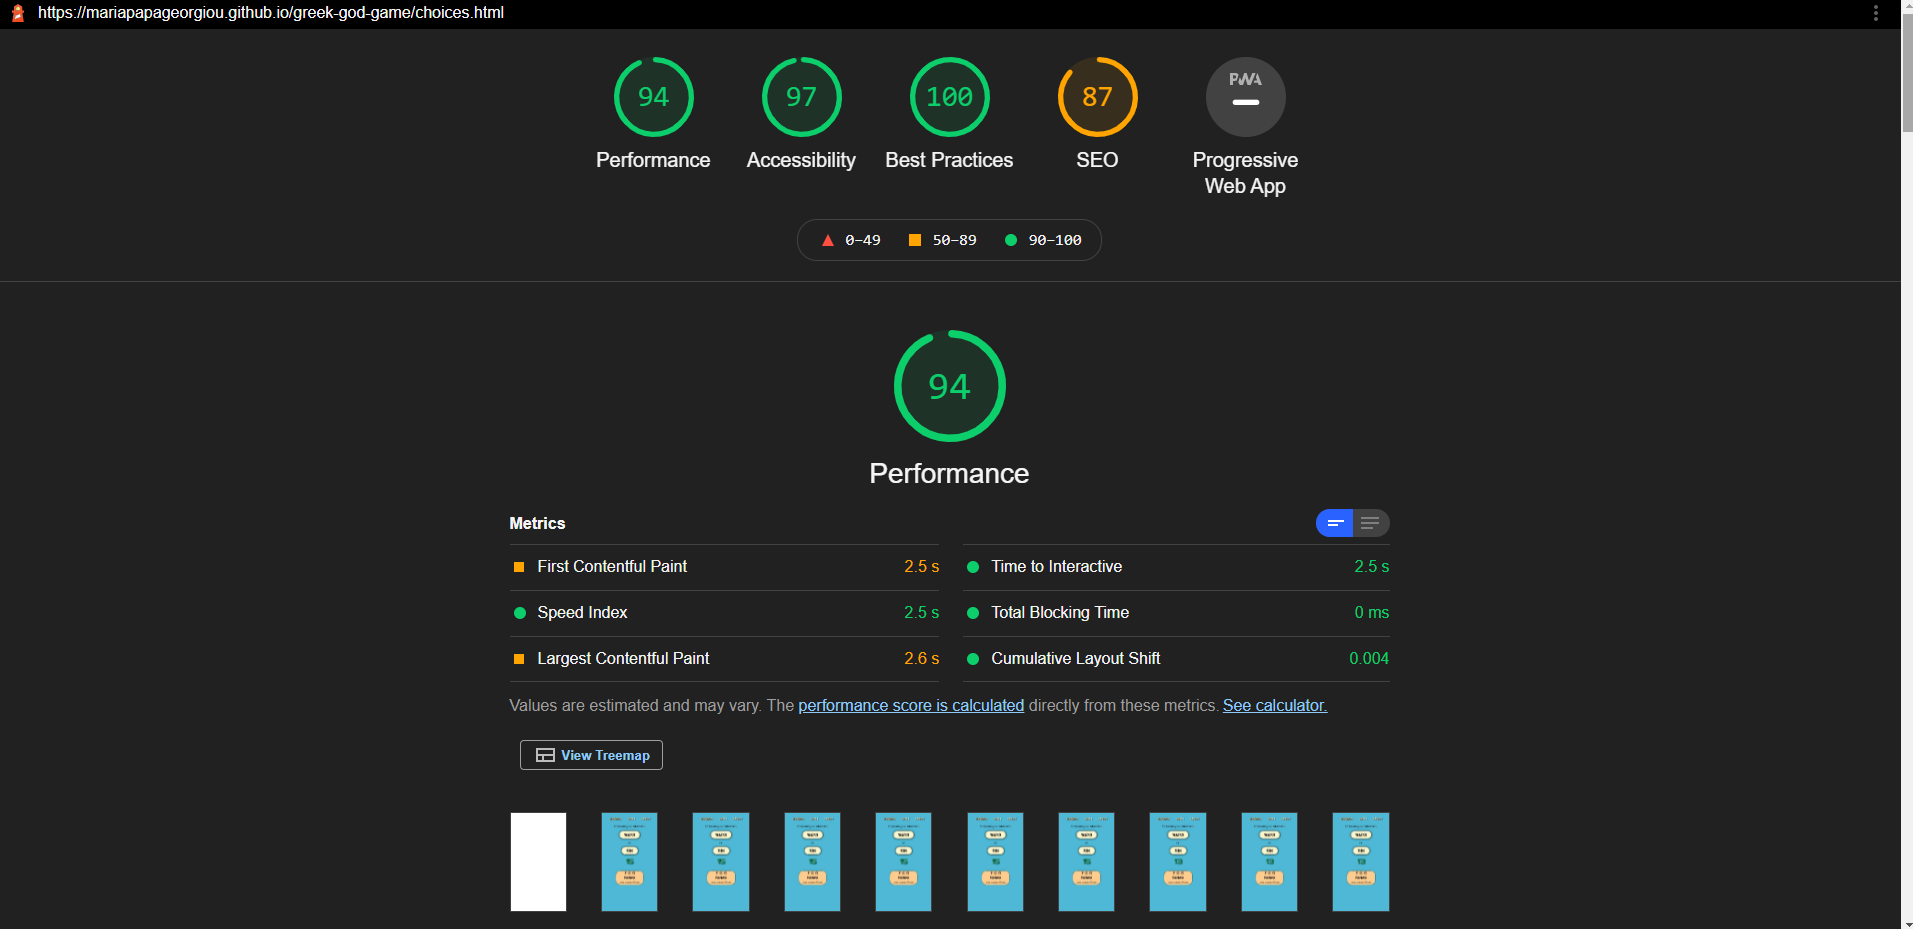 https://mariapapageorgiou.github.io/greek-god-game/choices.html
94
97
100
87
PWA
Performance
Accessibility
Best Practices
SEO
Progressive
Web App
0–49
50–89
90–100
94
Performance
Metrics
First Contentful Paint
2.5 s
Time to Interactive
2.5 s
Speed Index
2.5 s
Total Blocking Time
0 ms
Largest Contentful Paint
2.6 s
Cumulative Layout Shift
0.004
Values are estimated and may vary. The performance score is calculated directly from these metrics. See calculator.
View Treemap